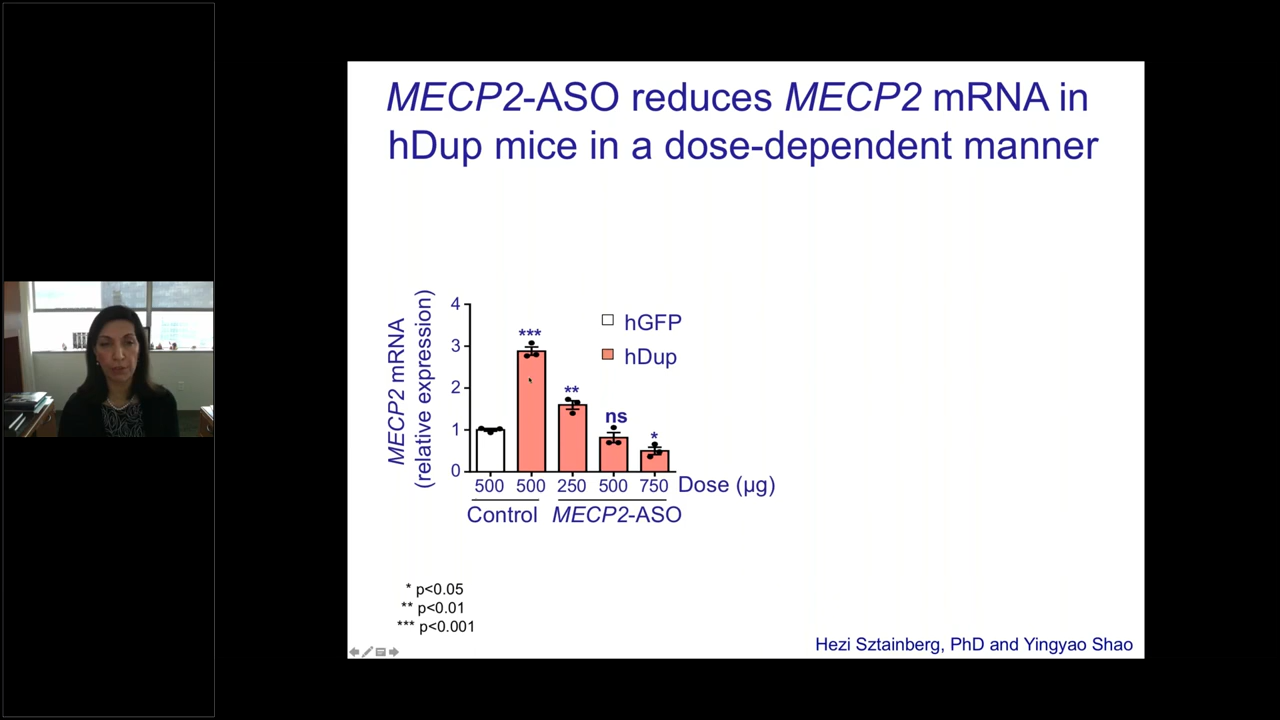 MECP2-ASO reduces MECP2 mRNA in
hDup mice in a dose-dependent manner
MECP2 mRNA
(relative expression)
4
3
2
1
0
***
**
ns
*
hGFP
hDup
500 500 250 500 750 Dose (µg)
Control MECP2-ASO
* p<0.05
** p<0.01
*** p<0.001
Hezi Sztainberg, PhD and Yingyao Shao